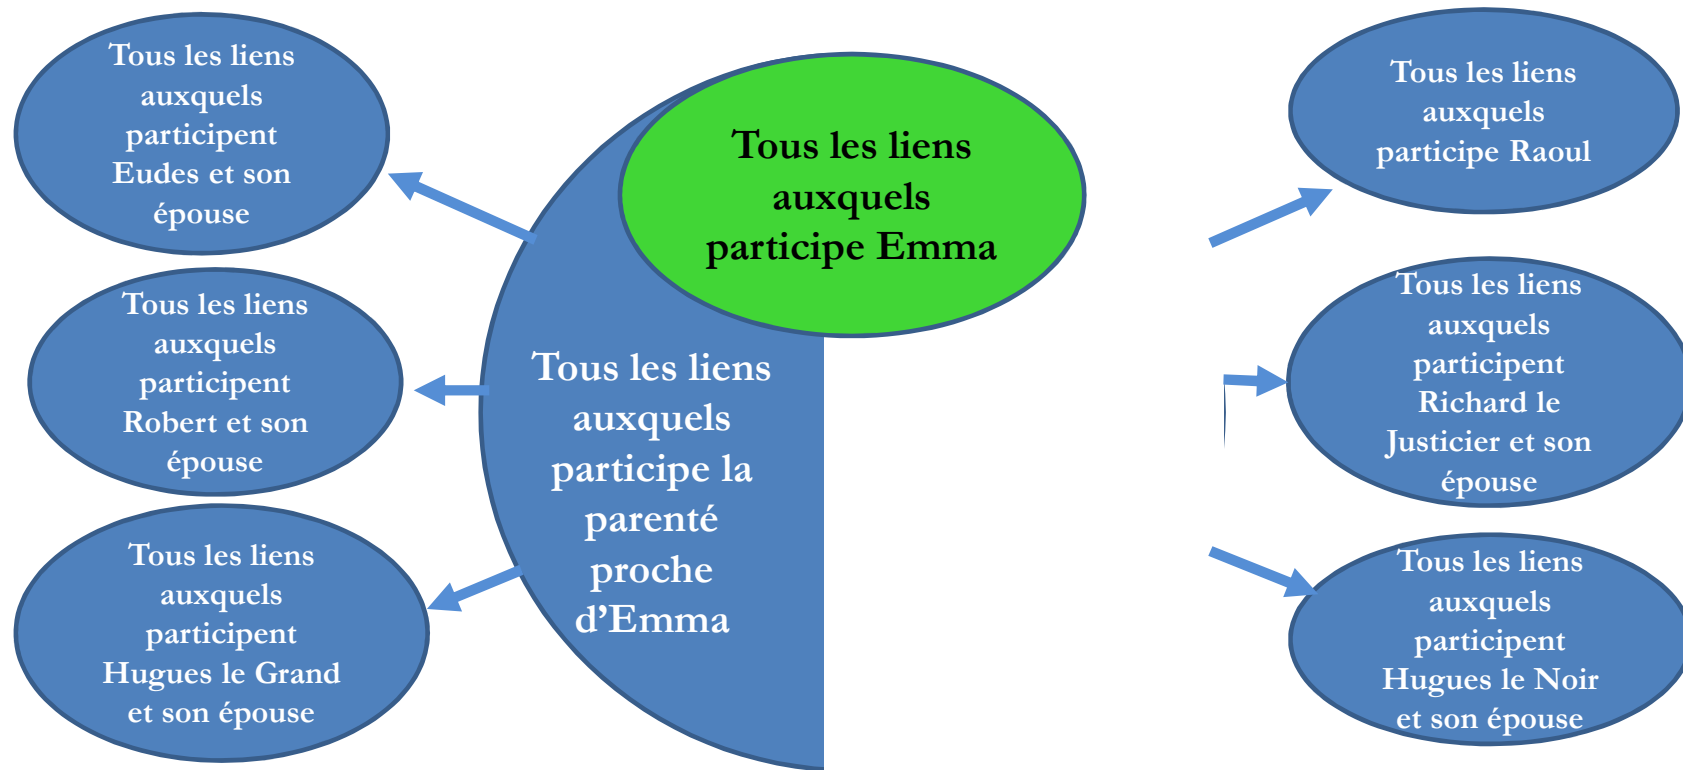 Tous les liens
auxquels
participent
Eudes et son
épouse
Tous les liens
auxquels
participent
Robert et son
épouse
Tous les liens
auxquels
participent
Hugues le Grand
et son épouse
Tous les liens
auxquels
participe Emma
Tous les liens
auxquels
participe la
parenté
proche
d’Emma
Tous les liens
auxquels
participe Raoul
Tous les liens
auxquels
participent
Richard le
Justicier et son
épouse
Tous les liens
auxquels
participent
Hugues le Noir
et son épouse